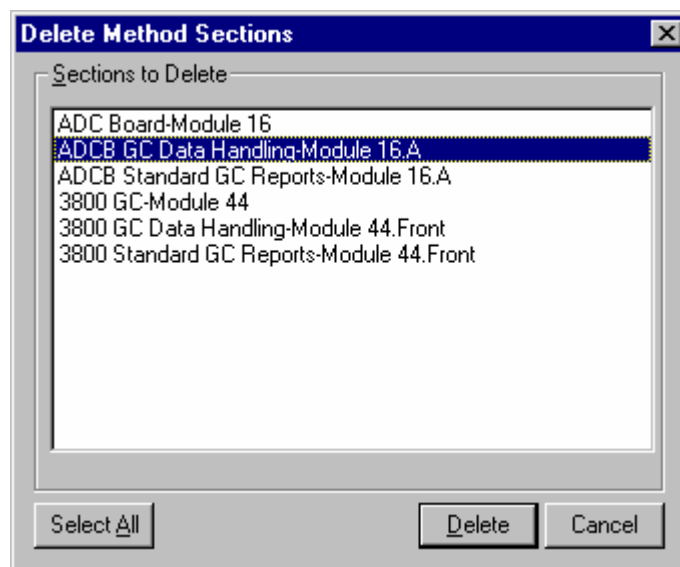 Delete Method Sections
Sections to Delete
ADC Board-Module 16
ADCB GC Data Handling-Module 16.A
ADCB Standard GC Reports-Module 16.A
3800 GC-Module 44
3800 GC Data Handling-Module 44.Front
3800 Standard GC Reports-Module 44.Front
Select All Delete Cancel